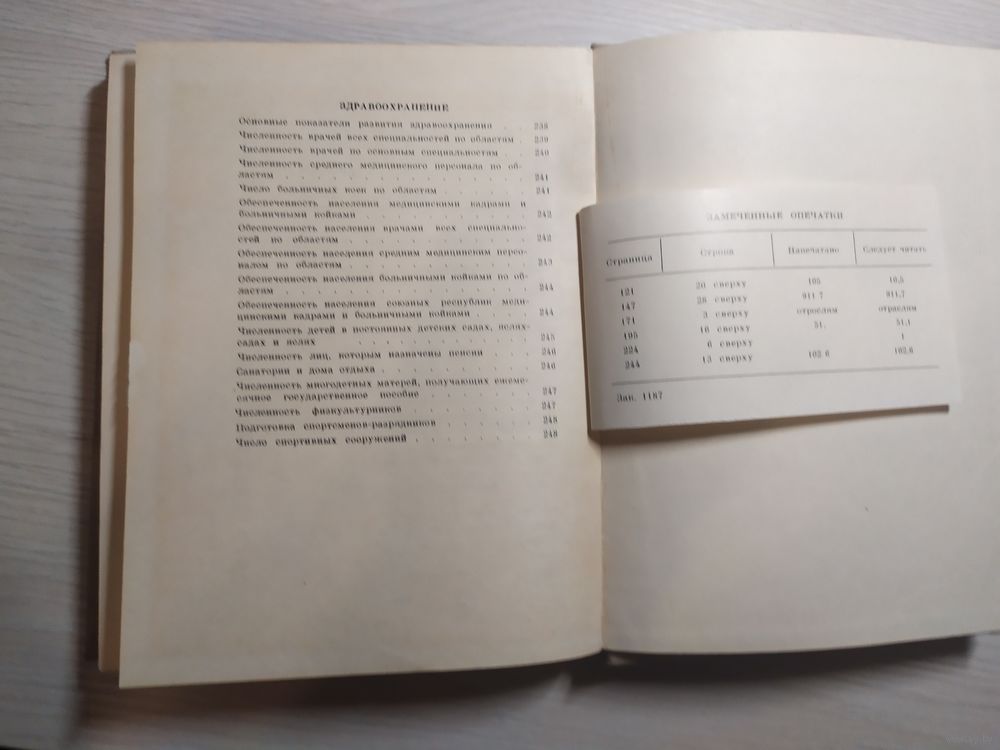 ЗДРАВООХРАНЕНИЕ
Основные показатели развития здравоохранения . . 238
Численность врачей всех специальностей по областям . 239
Численность врачей по основным специальностям . . 240
Численность среднего медицинского персонала по об-
ластям . . . . . . . . . . . . . . 241
Число больничных коек по областям . . . . . . 241
Обеспеченность населения медицинскими кадрами и
больничными койками . . . . . . . . . 242
Обеспеченность населения врачами всех специально-
стей по областям . . . . . . . . . . 242
Обеспеченность населения средним медицинским персо-
налом по областям . . . . . . . . . . 243
Обеспеченность населения больничными койками по об-
ластям . . . . . . . . . . . . . . 244
Обеспеченность населения союзных республик меди-
цинскими кадрами и больничными койками . . . . 244
Численность детей в постоянных детских садах, яслях-
садах и яслях . . . . . . . . . . 245
Численность лиц, которым назначены пенсии . . . 246
Санатории и дома отдыха . . . . . . . . . 246
Численность многодетных матерей, получающих ежеме-
сячное государственное пособие . . . . . . 247
Численность физкультурников . . . . . . . 247
Подготовка спортсменов-разрядников . . . . . . 248
Число спортивных сооружений . . . . . . . 248
ЗАМЕЧЕННЫЕ ОПЕЧАТКИ
Страница Строка Напечатано Следует читать
121 20 сверху 105 10,5
147 28 сверху 911 7 911,7
171 3 сверху отраслим отраслям
195 16 сверху 51. 51,1
224 6 сверху 1
244 13 сверху 102 6 102,6
Зак. 1187